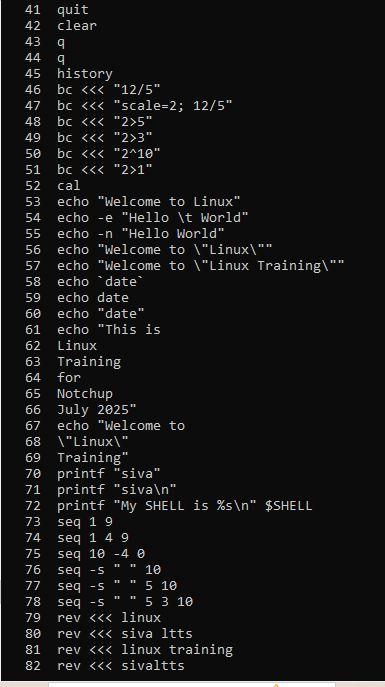 41 quit
42 clear
43 q
44 q
45 history
46 bc <<< "12/5"
47 bc <<< "scale=2; 12/5"
48 bc <<< "2>5"
49 bc <<< "2>3"
50 bc <<< "2^10"
51 bc <<< "2>1"
52 cal
53 echo "Welcome to Linux"
54 echo -e "Hello \t World"
55 echo -n "Hello World"
56 echo "Welcome to \"Linux\""
57 echo "Welcome to \"Linux Training\""
58 echo `date`
59 echo date
60 echo "date"
61 echo "This is
62 Linux
63 Training
64 for
65 Notchup
66 July 2025"
67 echo "Welcome to
68 \"Linux\"
69 Training"
70 printf "siva"
71 printf "siva\n"
72 printf "My SHELL is %s\n" $SHELL
73 seq 1 9
74 seq 1 4 9
75 seq 10 -4 0
76 seq -s " " 10
77 seq -s " " 5 10
78 seq -s " " 5 3 10
79 rev <<< linux
80 rev <<< siva ltts
81 rev <<< linux training
82 rev <<< sivaltts